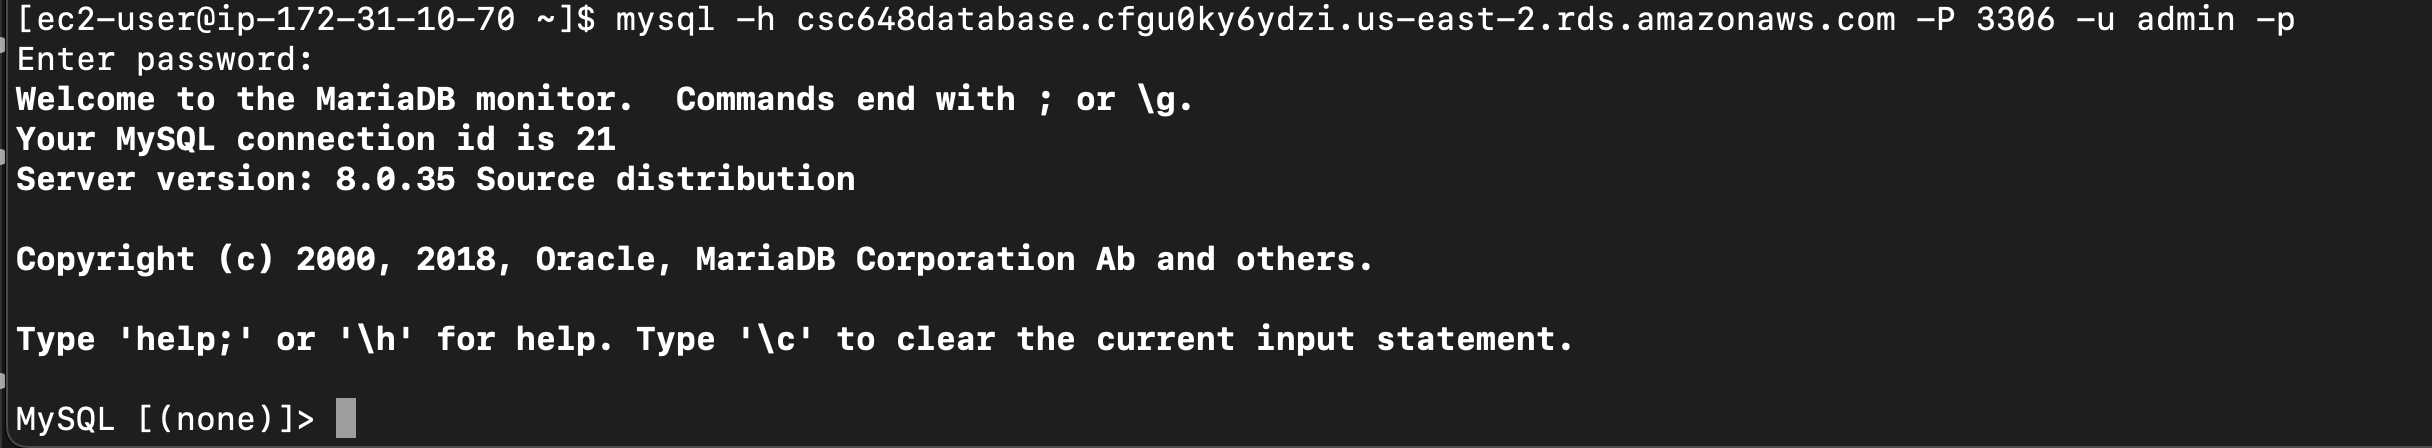 [ec2-user@ip-172-31-10-70 ~]$ mysql -h csc648database.cfgu0ky6ydzi.us-east-2.rds.amazonaws.com -P 3306 -u admin -p
Enter password:
Welcome to the MariaDB monitor.  Commands end with ; or \g.
Your MySQL connection id is 21
Server version: 8.0.35 Source distribution
Copyright (c) 2000, 2018, Oracle, MariaDB Corporation Ab and others.
Type 'help;' or '\h' for help. Type '\c' to clear the current input statement.
MySQL [(none)]>